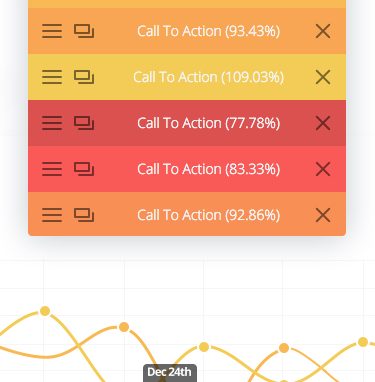 Call To Action (93.43%)
Call To Action (109.03%)
Call To Action (77.78%)
Call To Action (83.33%)
Call To Action (92.86%)
Dec 24th